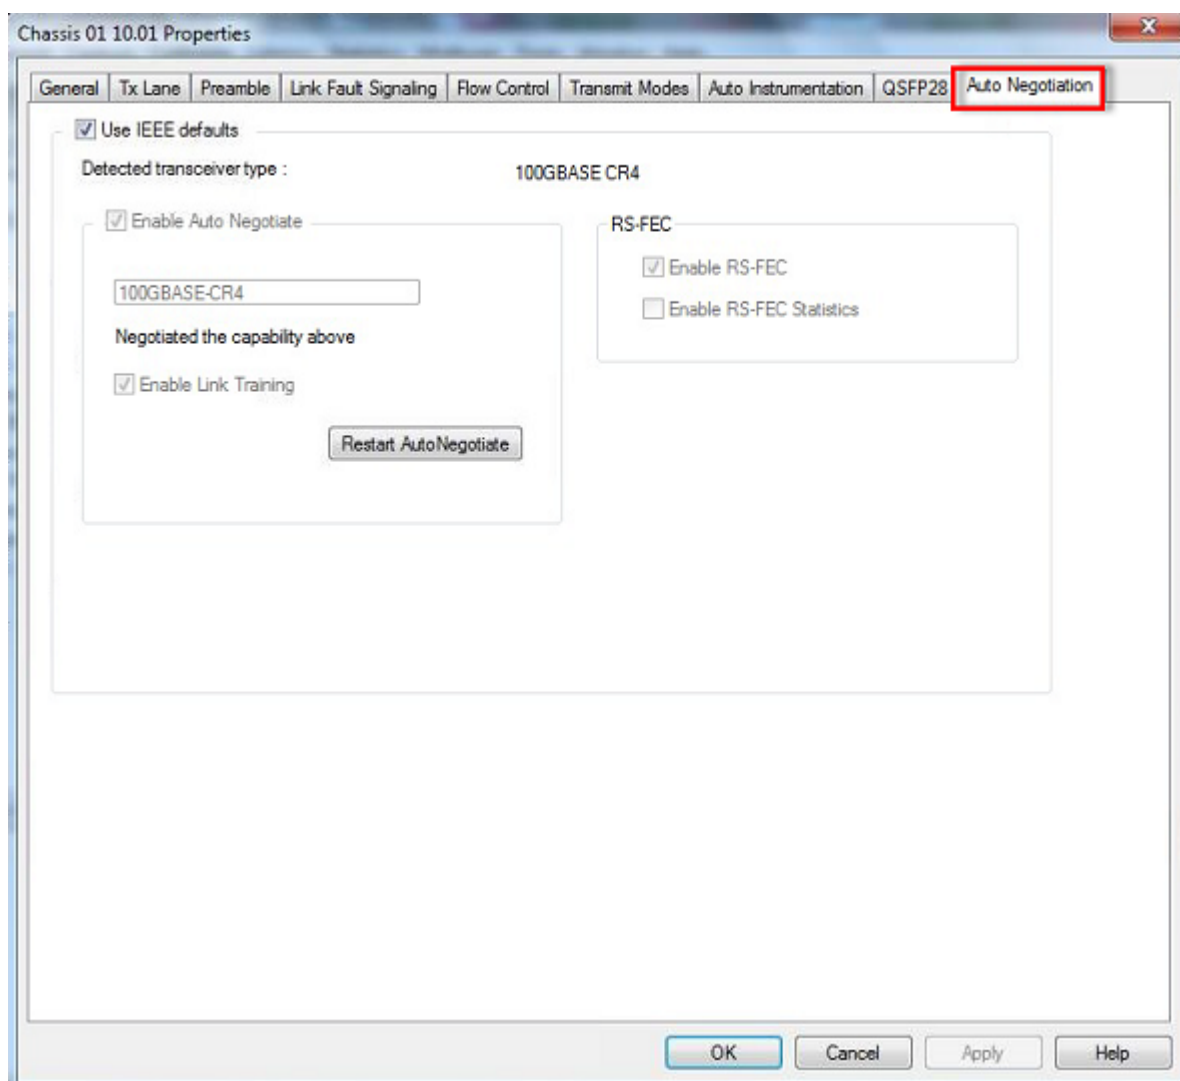 Chassis 01 10.01 Properties
General Tx Lane Preamble Link Fault Signaling Flow Control Transmit Modes Auto Instrumentation QSFP28 Auto Negotiation
Use IEEE defaults
Detected transceiver type : 100GBASE CR4
Enable Auto Negotiate
RS-FEC
Enable RS-FEC
100GBASE-CR4
Enable RS-FEC Statistics
Negotiated the capability above
Enable Link Training
Restart AutoNegotiate
OK Cancel Apply Help